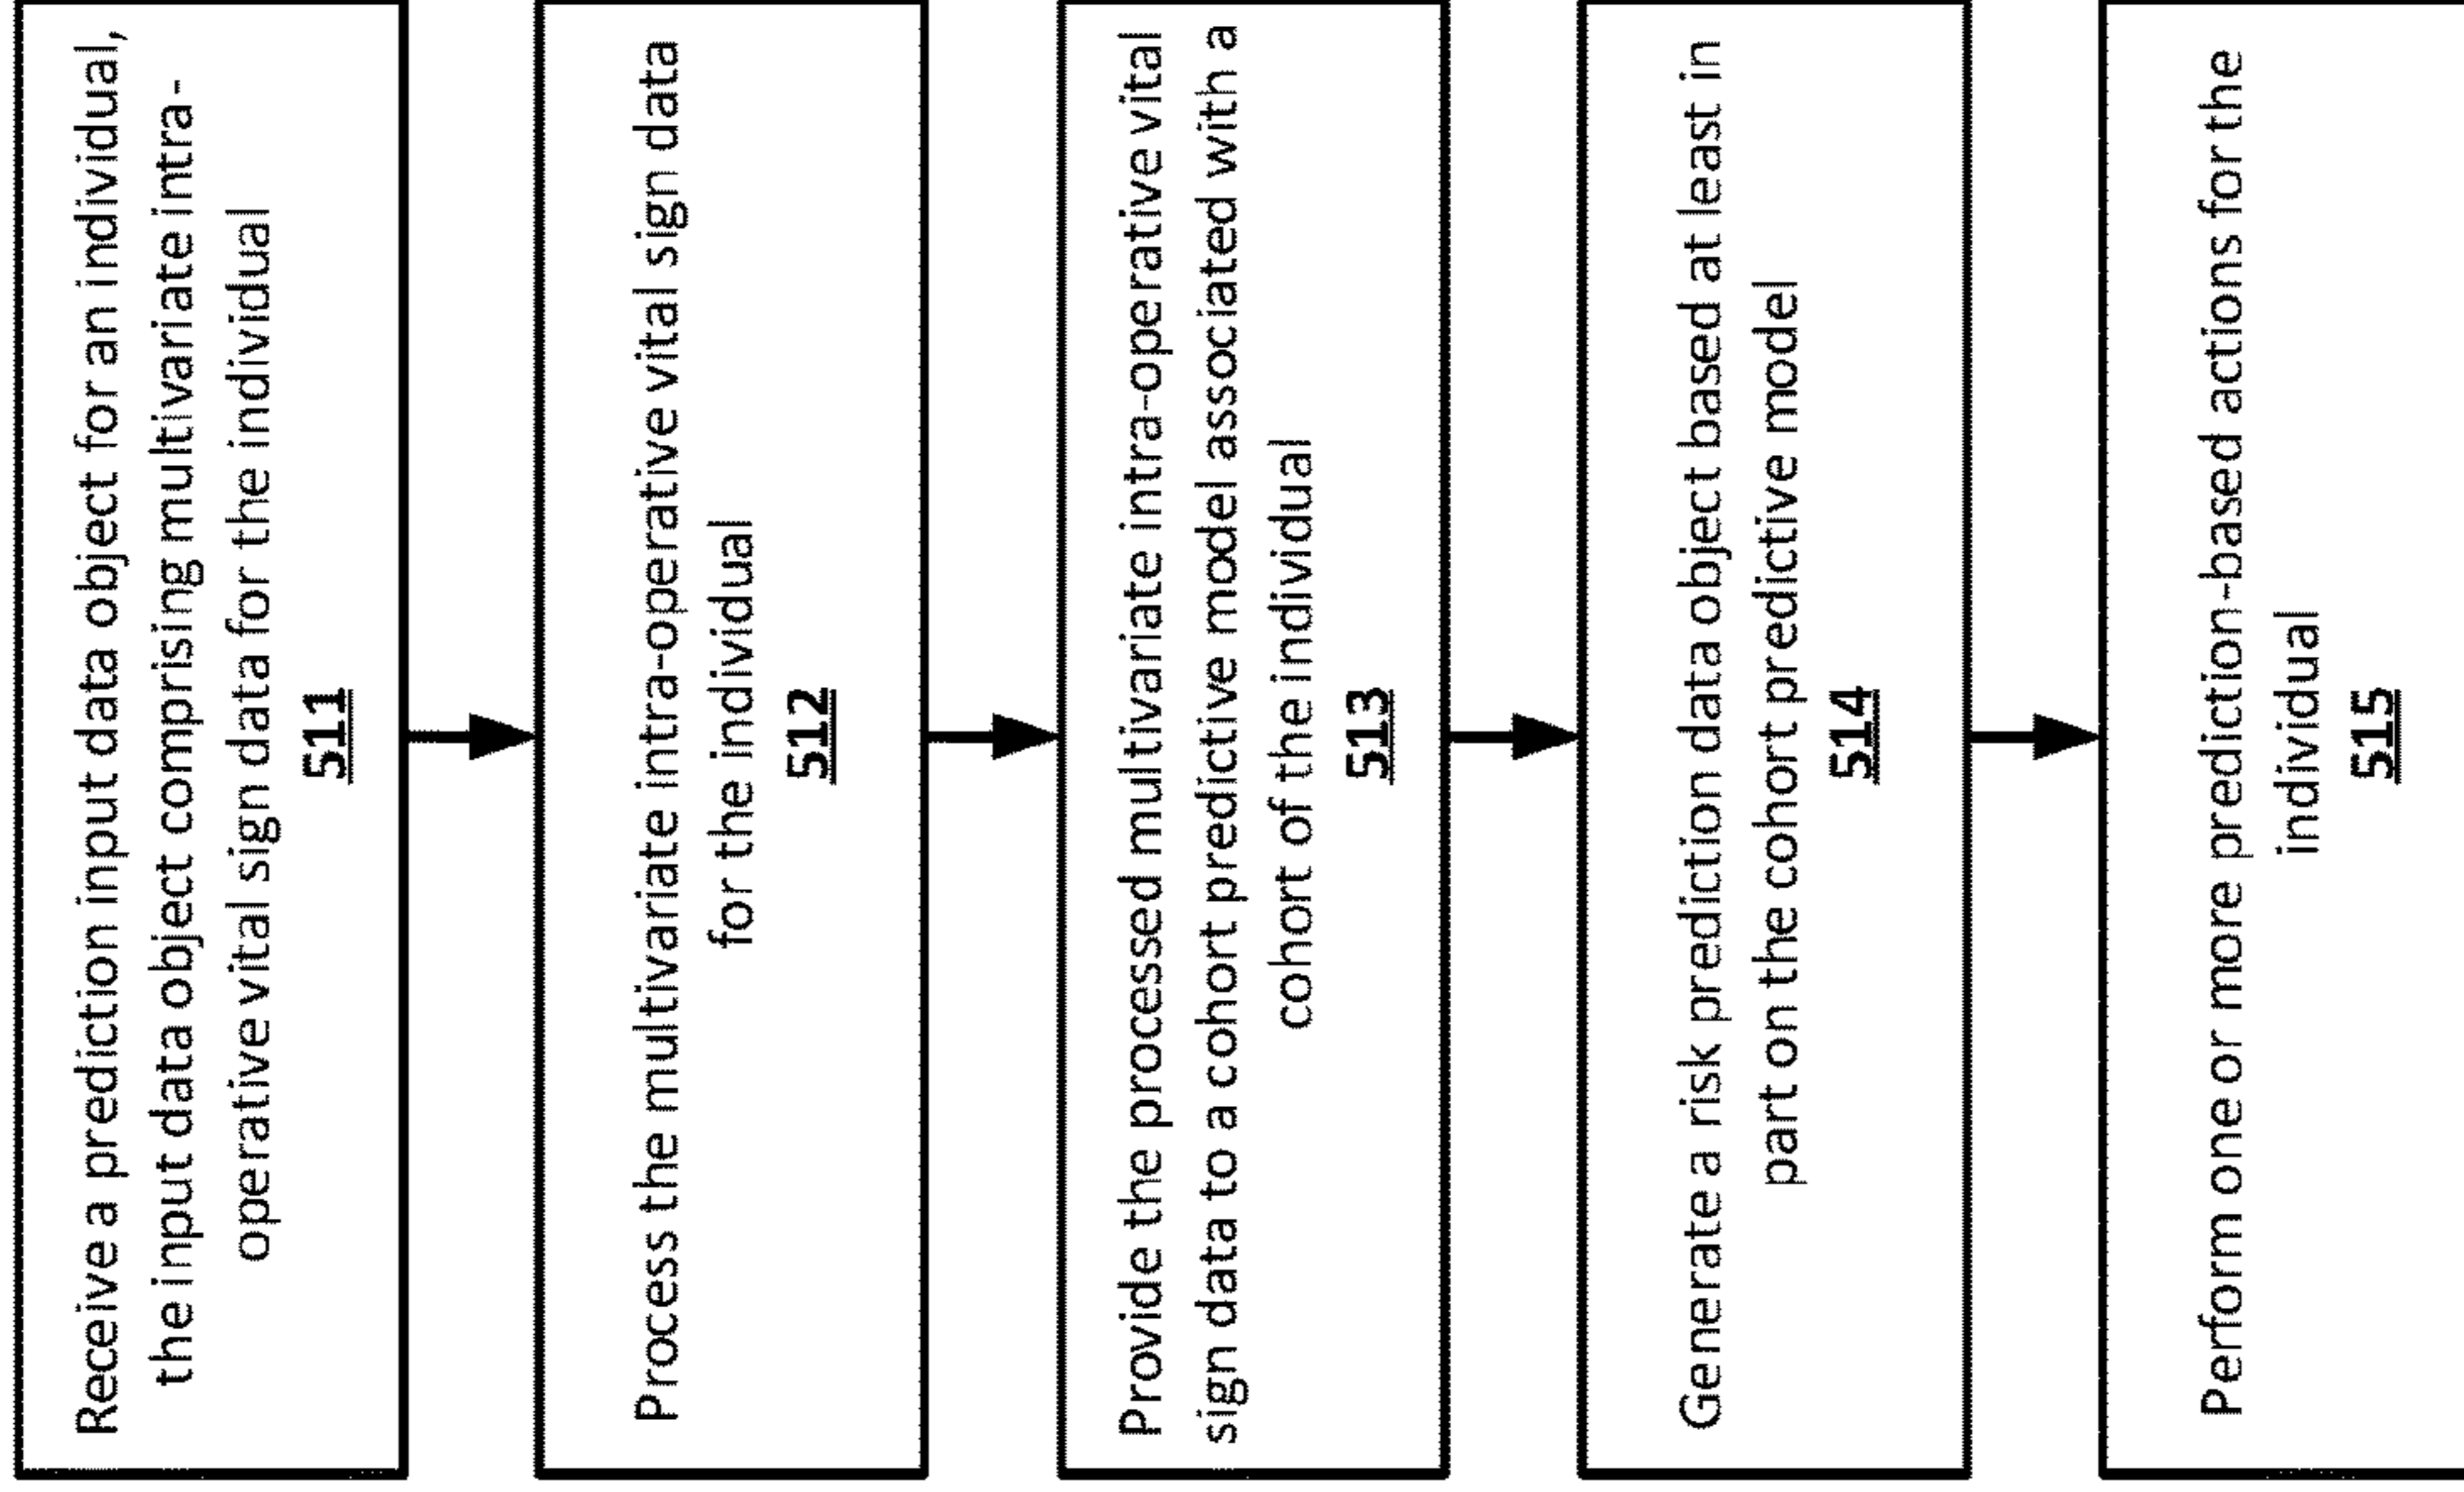 Receive a prediction input data object for an individual,
the input data object comprising multivariate intra-
operative vital sign data for the individual
511
Process the multivariate intra-operative vital sign data
for the individual
512
Provide the processed multivariate intra-operative vital
sign data to a cohort predictive model associated with a
cohort of the individual
513
Generate a risk prediction data object based at least in
part on the cohort predictive model
514
Perform one or more prediction-based actions for the
individual
515